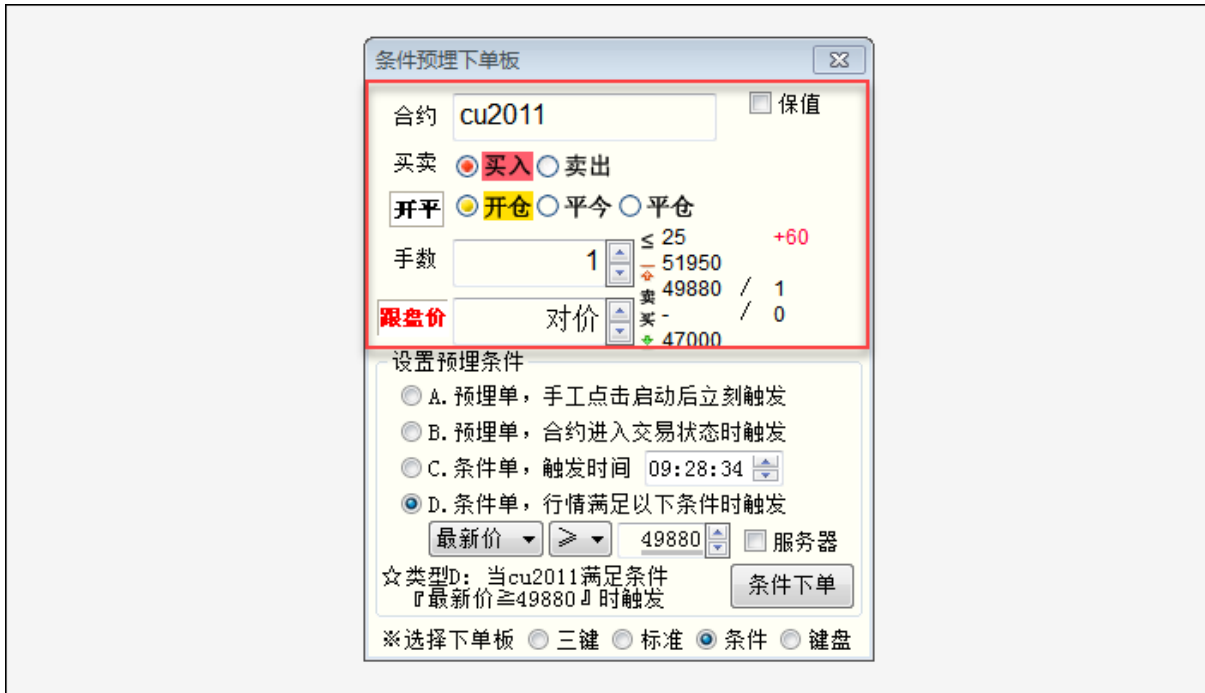 条件预埋下单板
合约 cu2011 保值
买卖 买入 卖出
开平 开仓 平今 平仓
手数 1 ≤ 25 +60
51950
卖 49880 / 1
跟盘价 对价 买 - / 0
47000
设置预埋条件
A.预埋单，手工点击启动后立刻触发
B.预埋单，合约进入交易状态时触发
C.条件单，触发时间 09:28:34
D.条件单，行情满足以下条件时触发
最新价 ≥ 49880 服务器
☆类型D: 当cu2011满足条件
『最新价≧49880』时触发
条件下单
※选择下单板 三键 标准 条件 键盘